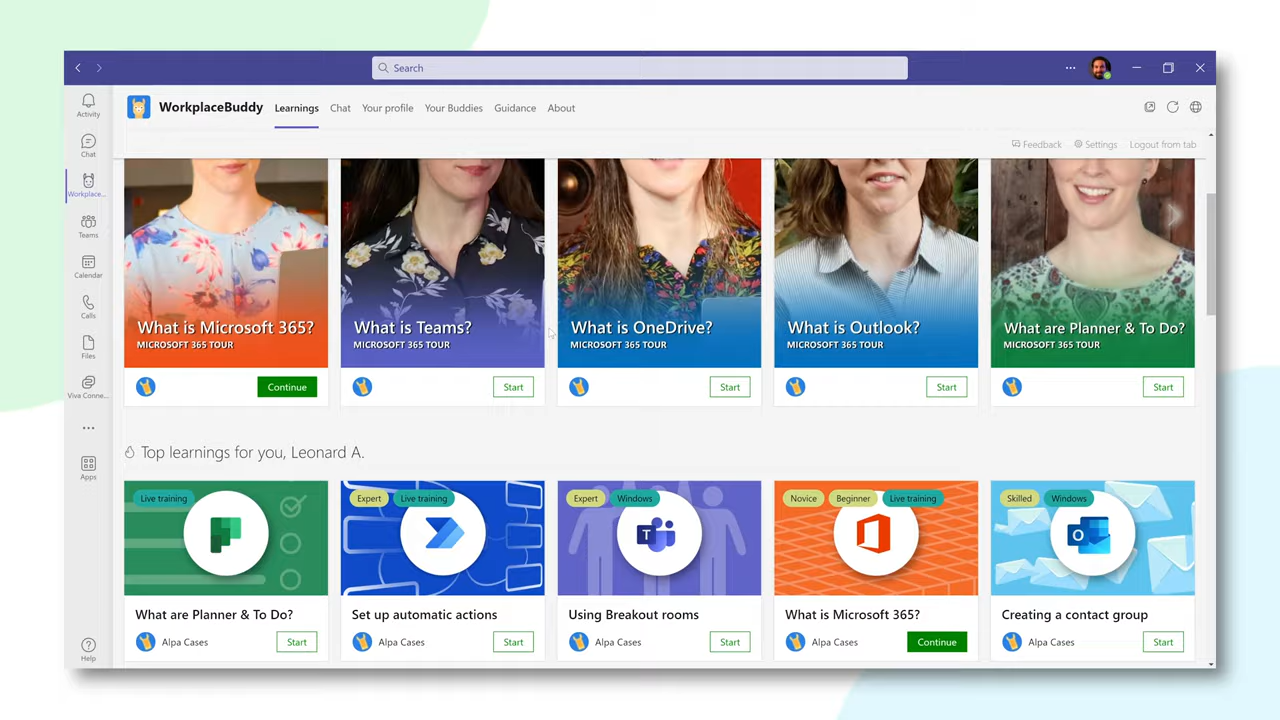 Search
Activity
Chat
Workplace...
Teams
Calendar
Calls
Files
Viva Conne...
Apps
Help
WorkplaceBuddy
Learnings
Chat
Your profile
Your Buddies
Guidance
About
Feedback
Settings
Logout from tab
What is Microsoft 365?
MICROSOFT 365 TOUR
Continue
What is Teams?
MICROSOFT 365 TOUR
Start
What is OneDrive?
MICROSOFT 365 TOUR
Start
What is Outlook?
MICROSOFT 365 TOUR
Start
What are Planner & To Do?
MICROSOFT 365 TOUR
Start
Top learnings for you, Leonard A.
Live training
What are Planner & To Do?
Alpa Cases
Start
Expert
Live training
Set up automatic actions
Alpa Cases
Start
Expert
Windows
T
Using Breakout rooms
Alpa Cases
Start
Novice
Beginner
Live training
What is Microsoft 365?
Alpa Cases
Continue
Skilled
Windows
O
Creating a contact group
Alpa Cases
Start